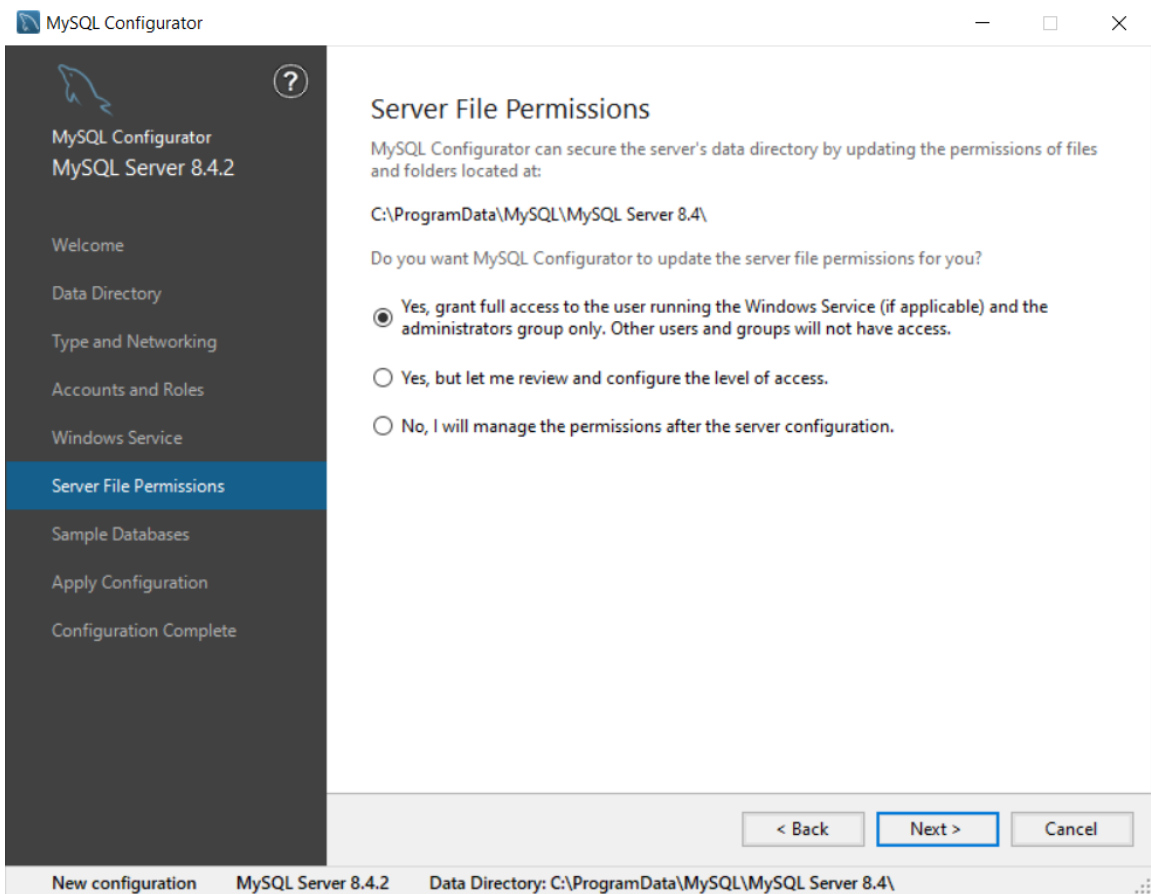 MySQL Configurator
?
MySQL Configurator
MySQL Server 8.4.2
Welcome
Data Directory
Type and Networking
Accounts and Roles
Windows Service
Server File Permissions
Sample Databases
Apply Configuration
Configuration Complete
Server File Permissions
MySQL Configurator can secure the server's data directory by updating the permissions of files
and folders located at:
C:\ProgramData\MySQL\MySQL Server 8.4\
Do you want MySQL Configurator to update the server file permissions for you?
Yes, grant full access to the user running the Windows Service (if applicable) and the
administrators group only. Other users and groups will not have access.
Yes, but let me review and configure the level of access.
No, I will manage the permissions after the server configuration.
< Back Next > Cancel
New configuration MySQL Server 8.4.2 Data Directory: C:\ProgramData\MySQL\MySQL Server 8.4\